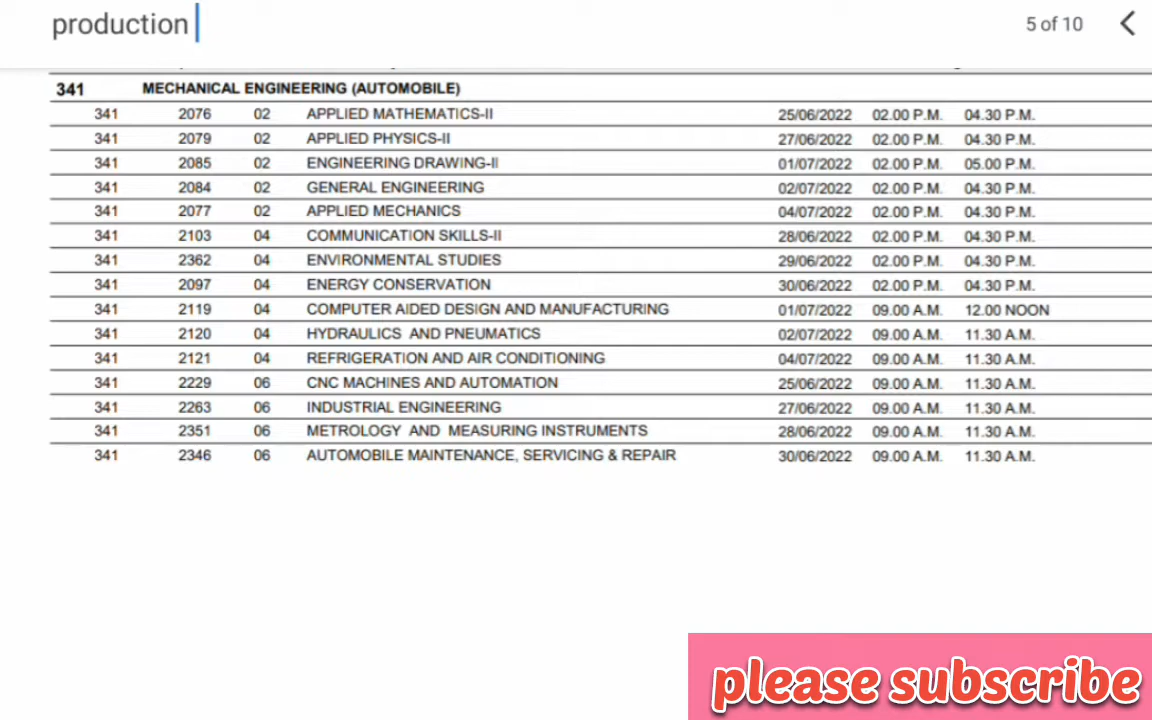 production
5 of 10
341 MECHANICAL ENGINEERING (AUTOMOBILE)
341 2076 02 APPLIED MATHEMATICS-II 25/06/2022 02.00 P.M. 04.30 P.M.
341 2079 02 APPLIED PHYSICS-II 27/06/2022 02.00 P.M. 04.30 P.M.
341 2085 02 ENGINEERING DRAWING-II 01/07/2022 02.00 P.M. 05.00 P.M.
341 2084 02 GENERAL ENGINEERING 02/07/2022 02.00 P.M. 04.30 P.M.
341 2077 02 APPLIED MECHANICS 04/07/2022 02.00 P.M. 04.30 P.M.
341 2103 04 COMMUNICATION SKILLS-II 28/06/2022 02.00 P.M. 04.30 P.M.
341 2362 04 ENVIRONMENTAL STUDIES 29/06/2022 02.00 P.M. 04.30 P.M.
341 2097 04 ENERGY CONSERVATION 30/06/2022 02.00 P.M. 04.30 P.M.
341 2119 04 COMPUTER AIDED DESIGN AND MANUFACTURING 01/07/2022 09.00 A.M. 12.00 NOON
341 2120 04 HYDRAULICS AND PNEUMATICS 02/07/2022 09.00 A.M. 11.30 A.M.
341 2121 04 REFRIGERATION AND AIR CONDITIONING 04/07/2022 09.00 A.M. 11.30 A.M.
341 2229 06 CNC MACHINES AND AUTOMATION 25/06/2022 09.00 A.M. 11.30 A.M.
341 2263 06 INDUSTRIAL ENGINEERING 27/06/2022 09.00 A.M. 11.30 A.M.
341 2351 06 METROLOGY AND MEASURING INSTRUMENTS 28/06/2022 09.00 A.M. 11.30 A.M.
341 2346 06 AUTOMOBILE MAINTENANCE, SERVICING & REPAIR 30/06/2022 09.00 A.M. 11.30 A.M.
please subscribe